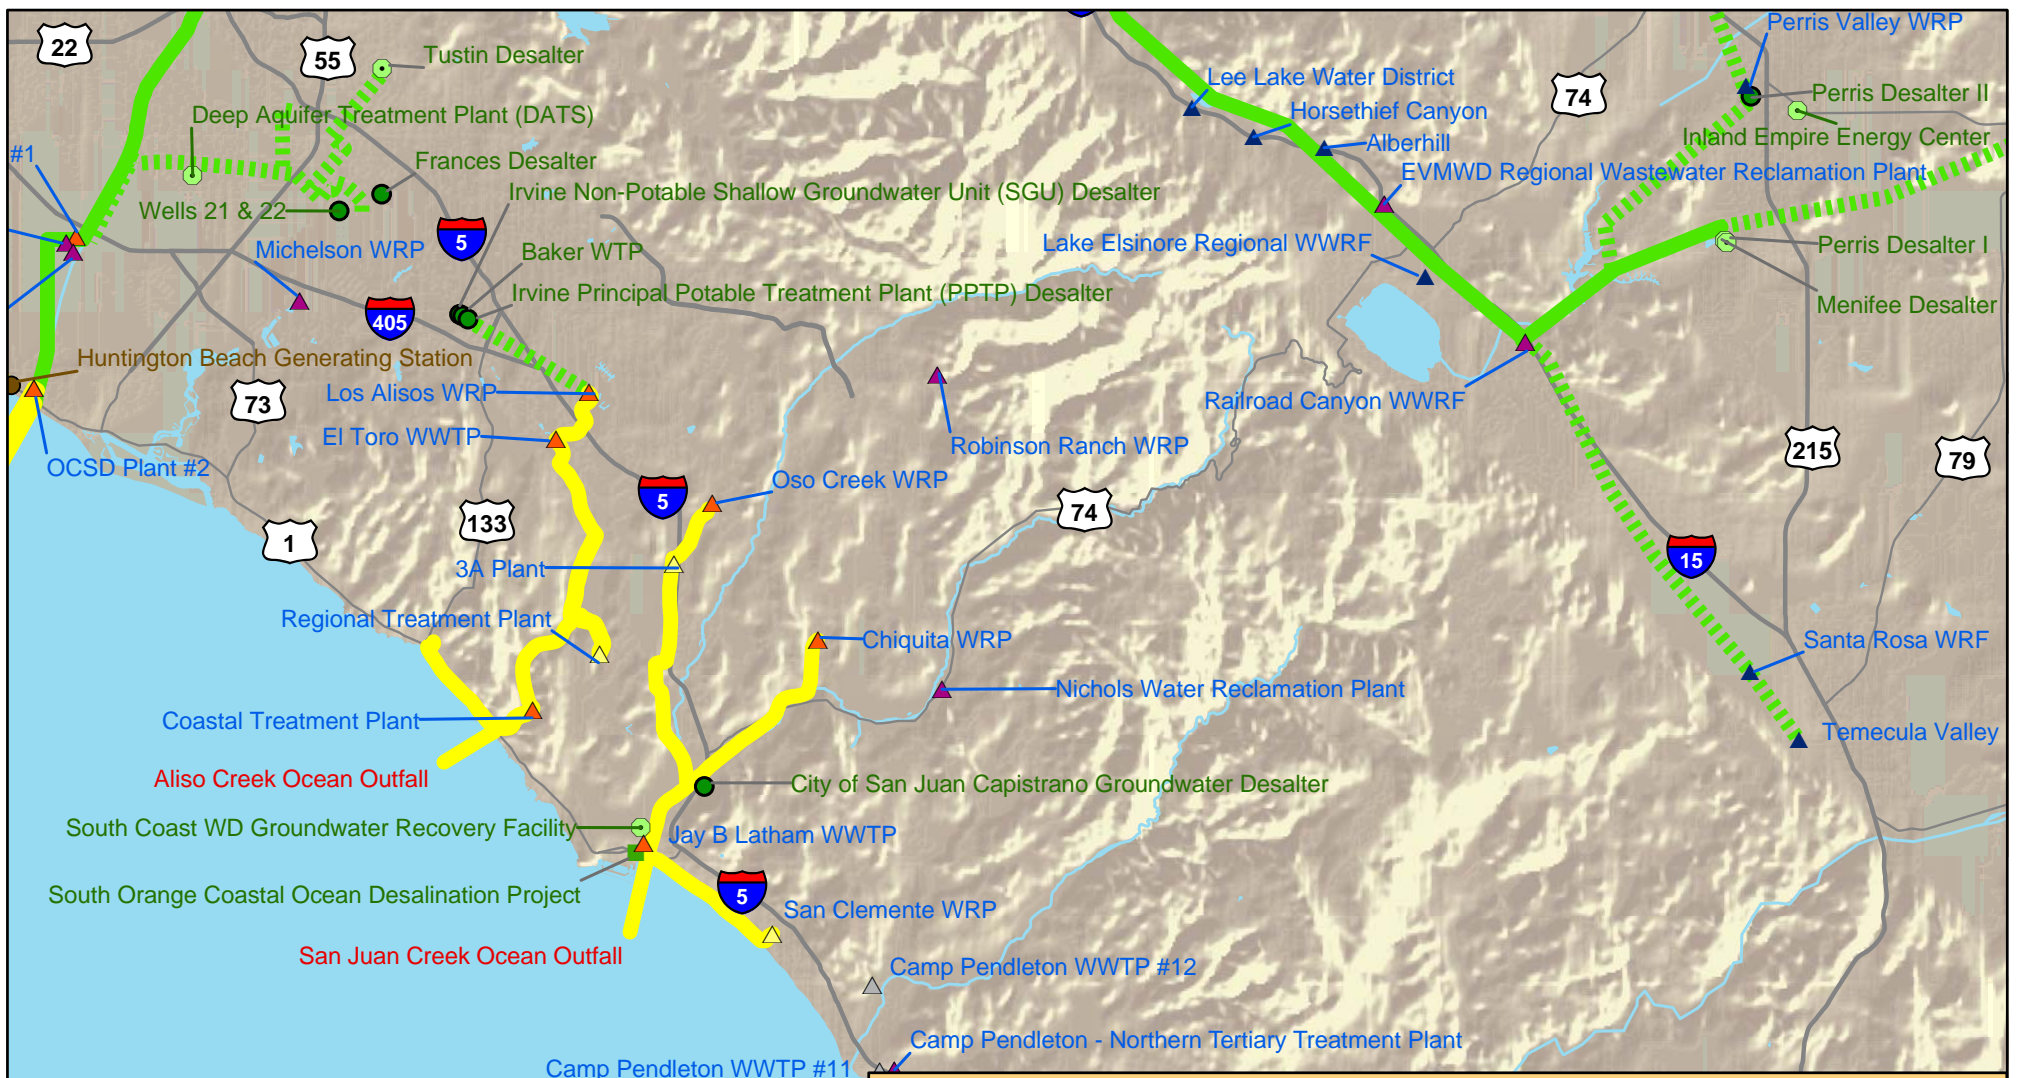 22
55
Tustin Desalter
Perris Valley WRP
Lee Lake Water District
74
Perris Desalter II
Deep Aquifer Treatment Plant (DATS)
Horsethief Canyon
Inland Empire Energy Center
Alberhill
#1
Frances Desalter
EVMWD Regional Wastewater Reclamation Plant
Irvine Non-Potable Shallow Groundwater Unit (SGU) Desalter
Wells 21 & 22
5
Michelson WRP
Baker WTP
Lake Elsinore Regional WWRF
Perris Desalter I
Irvine Principal Potable Treatment Plant (PPTP) Desalter
Menifee Desalter
405
Huntington Beach Generating Station
Los Alisos WRP
73
Railroad Canyon WWRF
El Toro WWTP
Robinson Ranch WRP
215
79
OCSD Plant #2
Oso Creek WRP
5
74
133
1
3A Plant
15
Regional Treatment Plant
Chiquita WRP
Santa Rosa WRF
Nichols Water Reclamation Plant
Coastal Treatment Plant
Temecula Valley
Aliso Creek Ocean Outfall
City of San Juan Capistrano Groundwater Desalter
South Coast WD Groundwater Recovery Facility
Jay B Latham WWTP
South Orange Coastal Ocean Desalination Project
5
San Clemente WRP
San Juan Creek Ocean Outfall
Camp Pendleton WWTP #12
Camp Pendleton - Northern Tertiary Treatment Plant
Camp Pendleton WWTP #11